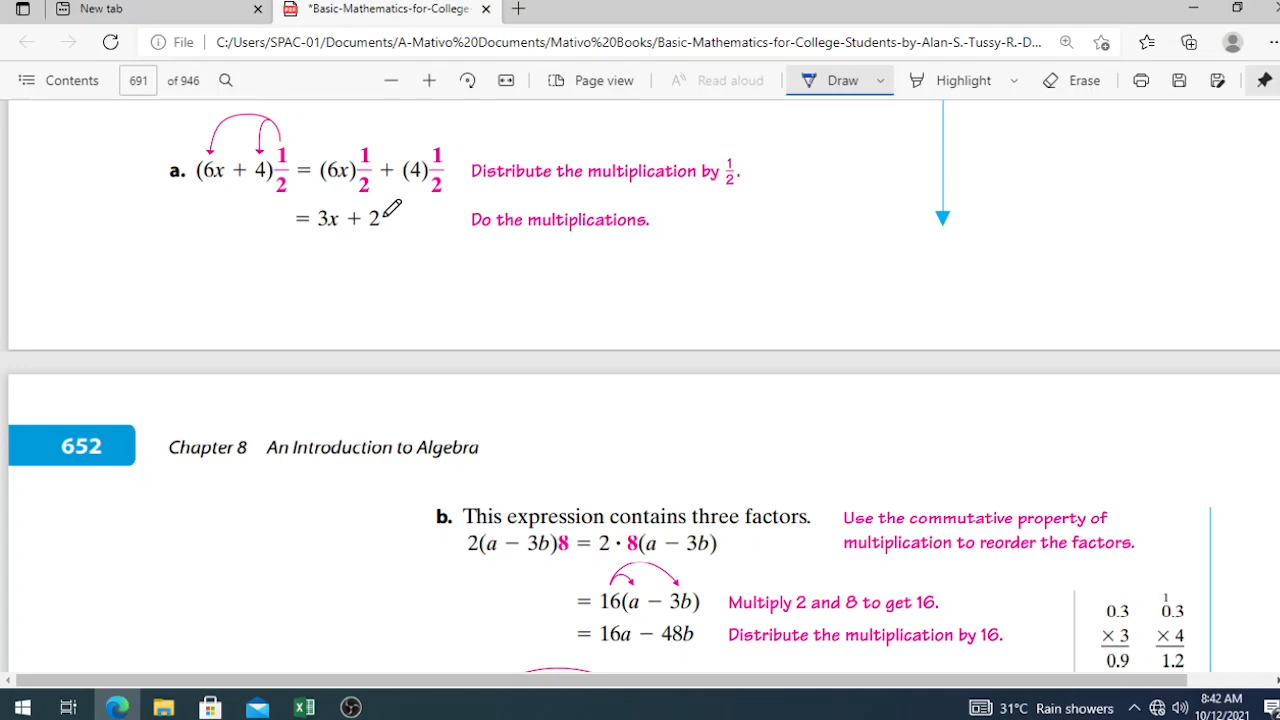 New tab
*Basic-Mathematics-for-College-
File
C:/Users/SPAC-01/Documents/A-Mativo%20Documents/Mativo%20Books/Basic-Mathematics-for-College-Students-by-Alan-S.-Tussy-R.-D...
Contents 691 of 946 Page view Read aloud Draw Highlight Erase
a. (6x + 4)1/2 = (6x)1/2 + (4)1/2 Distribute the multiplication by 1/2.
= 3x + 2 Do the multiplications.
652 Chapter 8 An Introduction to Algebra
b. This expression contains three factors. Use the commutative property of
2(a − 3b)8 = 2 · 8(a − 3b) multiplication to reorder the factors.
= 16(a − 3b) Multiply 2 and 8 to get 16.
= 16a − 48b Distribute the multiplication by 16.
1
0.3 0.3
× 3 × 4
0.9 1.2
31°C Rain showers
8:42 AM
10/12/2021